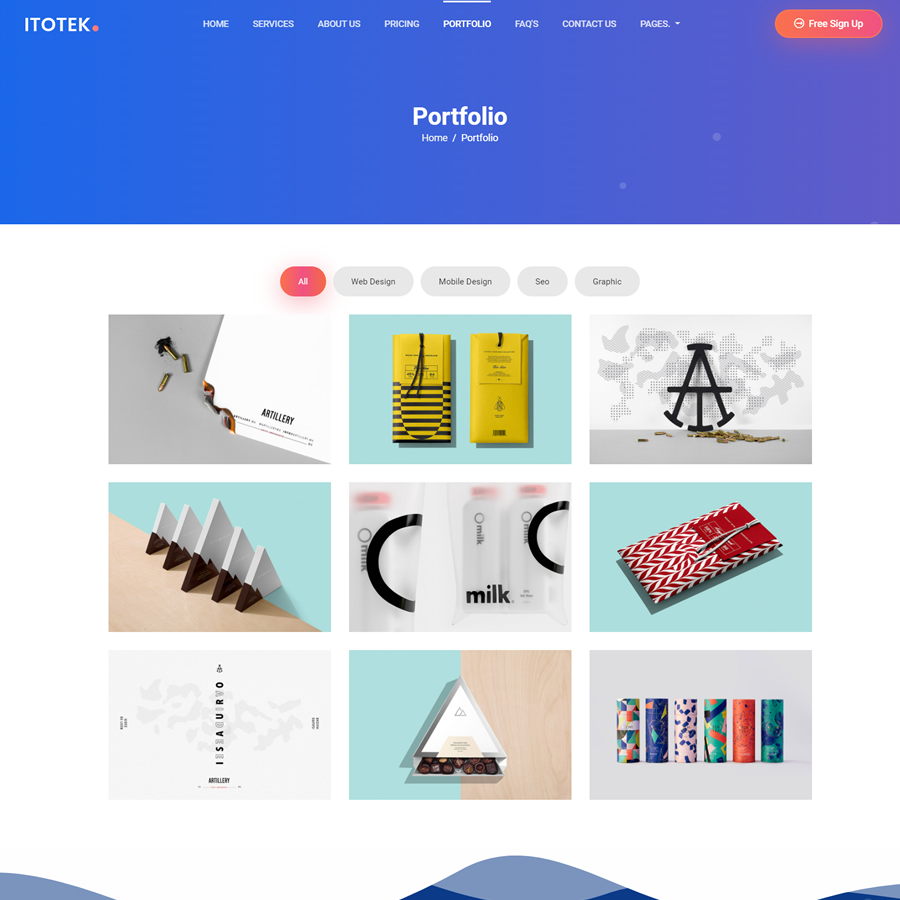 ITOTEK
HOME SERVICES ABOUT US PRICING PORTFOLIO FAQ'S CONTACT US PAGES.
Free Sign Up
Portfolio
Home / Portfolio
All Web Design Mobile Design Seo Graphic
ARTILLERY
milk
milk
milk.
ARTILLERY